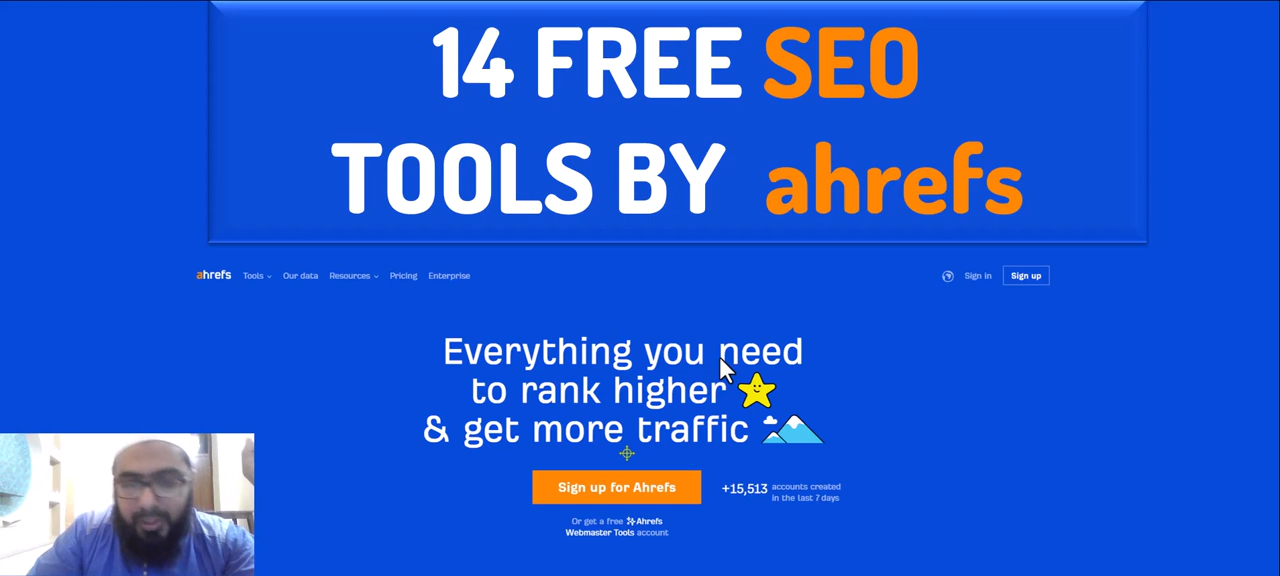 14 FREE SEO
TOOLS BY ahrefs
ahrefs Tools Our data Resources Pricing Enterprise Sign in Sign up
Everything you need
to rank higher
& get more traffic
Sign up for Ahrefs
+15,513 accounts created
in the last 7 days
Or get a free Ahrefs
Webmaster Tools account